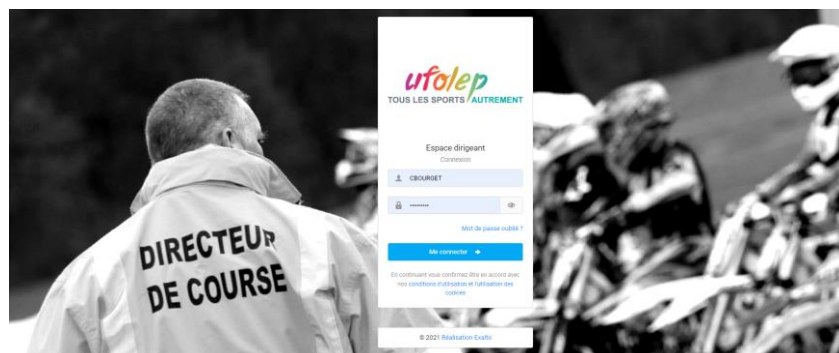 ufolep
TOUS LES SPORTS AUTREMENT
Espace dirigeant
Connexion
CBOURGET
•••••••••
Mot de passe oublié ?
Me connecter →
En continuant vous confirmez être en accord avec
nos conditions d'utilisation et l'utilisation des
cookies
© 2021 Réalisation Exalto
DIRECTEUR
DE COURSE